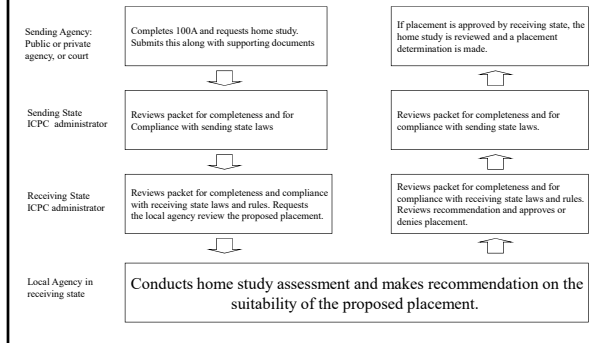 Sending Agency:
Public or private
agency, or court
Completes 100A and requests home study.
Submits this along with supporting documents
If placement is approved by receiving state, the
home study is reviewed and a placement
determination is made.
Sending State
ICPC administrator
Reviews packet for completeness and for
Compliance with sending state laws
Reviews packet for completeness and for
compliance with sending state laws.
Receiving State
ICPC administrator
Reviews packet for completeness and compliance
with receiving state laws and rules. Requests
the local agency review the proposed placement.
Reviews packet for completeness and for
compliance with receiving state laws and rules.
Reviews recommendation and approves or
denies placement.
Local Agency in
receiving state
Conducts home study assessment and makes recommendation on the
suitability of the proposed placement.